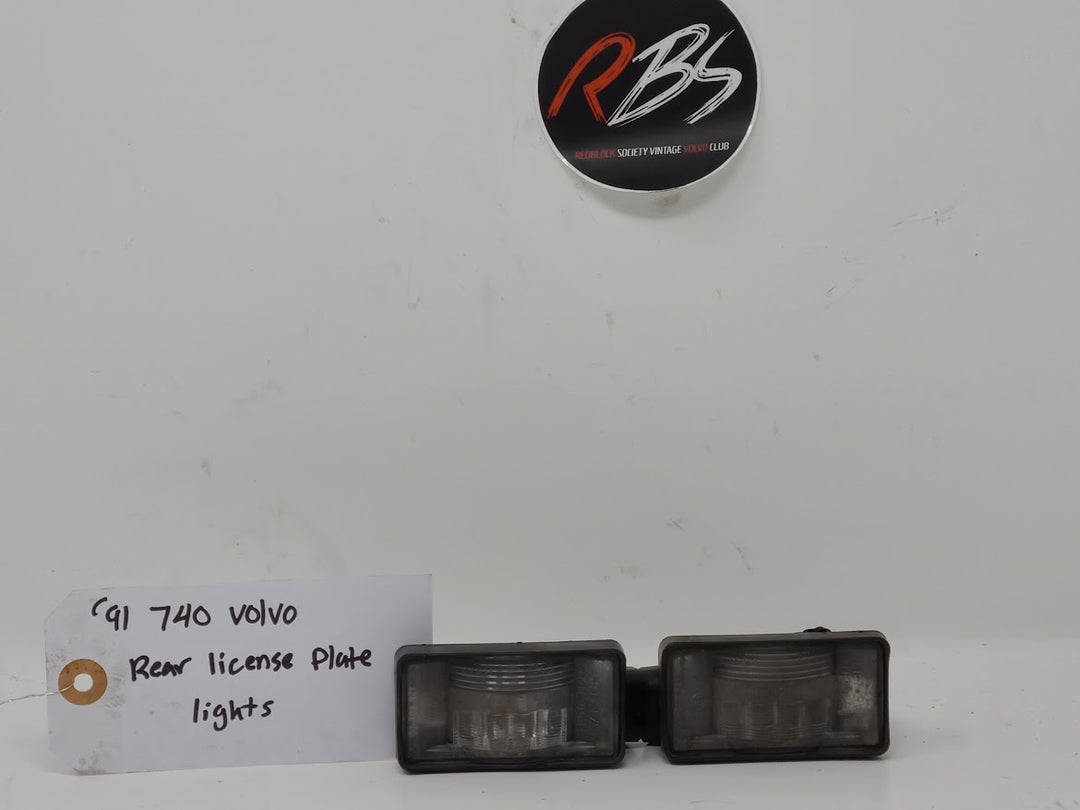 RBS
REDBLOCK SOCIETY VINTAGE VOLVO CLUB
'91 740 VOLVO
Rear license Plate
lights